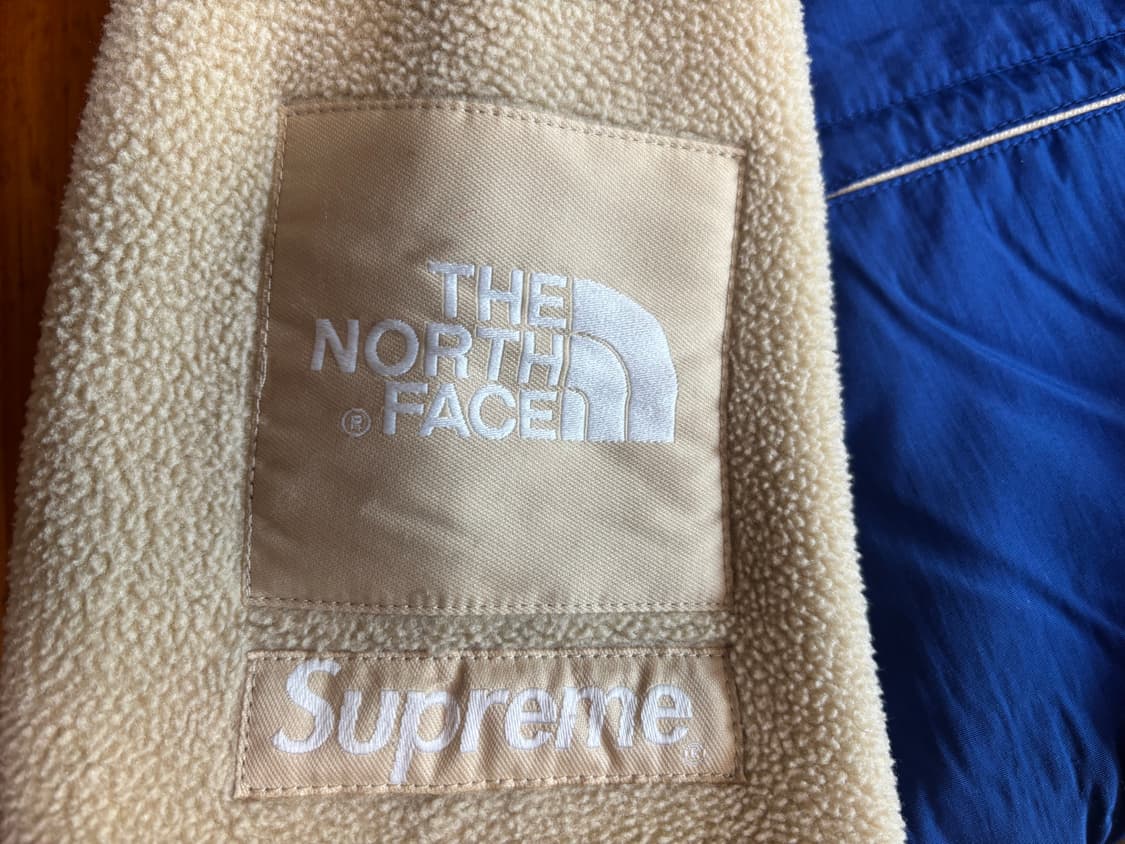 THE
NORTH
® FACE
Supreme ®